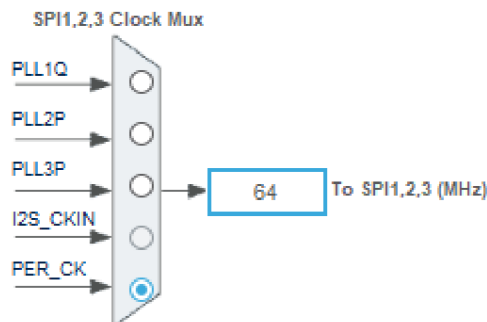 SPI1,2,3 Clock Mux
PLL1Q
PLL2P
PLL3P
64 To SPI1,2,3 (MHz)
I2S_CKIN
PER_CK